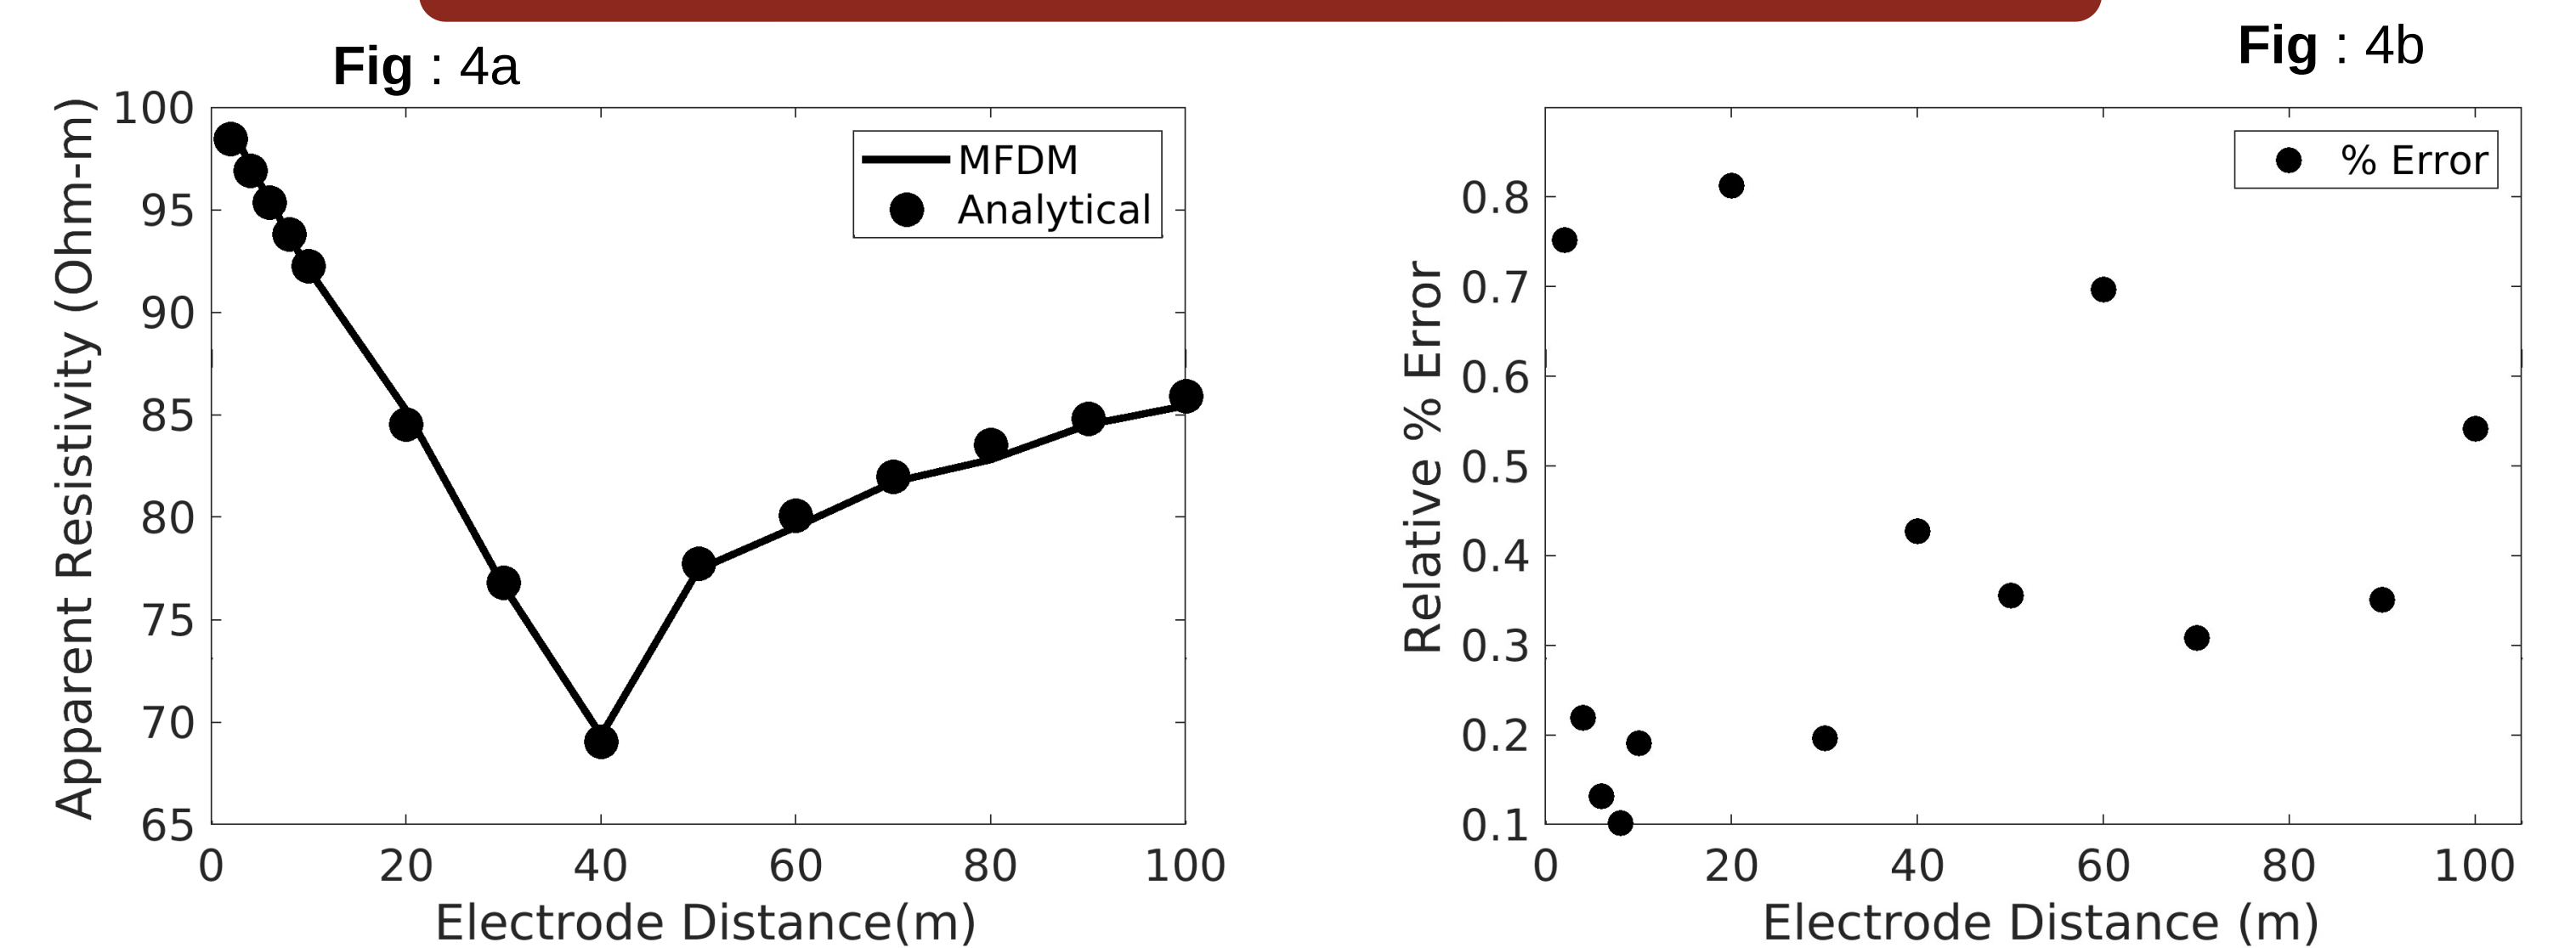 Fig : 4a
100
95
90
85
80
75
70
65
0 20 40 60 80 100
Apparent Resistivity (Ohm-m)
Electrode Distance(m)
MFDM
Analytical
Fig : 4b
0.8
0.7
0.6
0.5
0.4
0.3
0.2
0.1
0 20 40 60 80 100
Relative % Error
Electrode Distance (m)
% Error